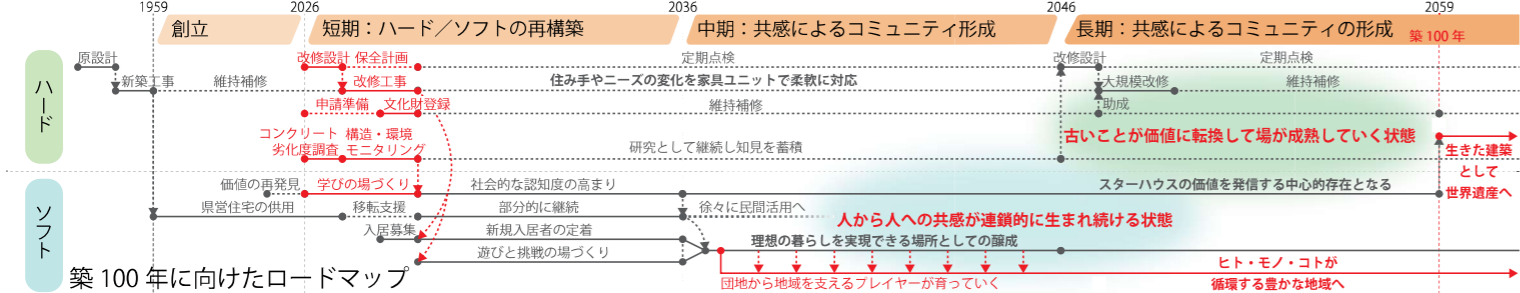 1959
2026
2036
2046
2059
創立
短期：ハード／ソフトの再構築
中期：共感によるコミュニティ形成
長期：共感によるコミュニティの形成
築 100 年
ハード
原設計
改修設計 保全計画
定期点検
改修設計
定期点検
新築工事
維持補修
改修工事
住み手やニーズの変化を家具ユニットで柔軟に対応
大規模改修
維持補修
申請準備
文化財登録
維持補修
助成
コンクリート
劣化度調査
構造・環境
モニタリング
研究として継続し知見を蓄積
古いことが価値に転換して場が成熟していく状態
生きた建築
として
世界遺産へ
ソフト
価値の再発見
学びの場づくり
社会的な認知度の高まり
スターハウスの価値を発信する中心的存在となる
県営住宅の供用
移転支援
部分的に継続
徐々に民間活用へ
人から人への共感が連鎖的に生まれ続ける状態
入居募集
新規入居者の定着
理想の暮らしを実現できる場所としての醸成
遊びと挑戦の場づくり
団地から地域を支えるプレイヤーが育っていく
ヒト・モノ・コトが
循環する豊かな地域へ
築 100 年に向けたロードマップ